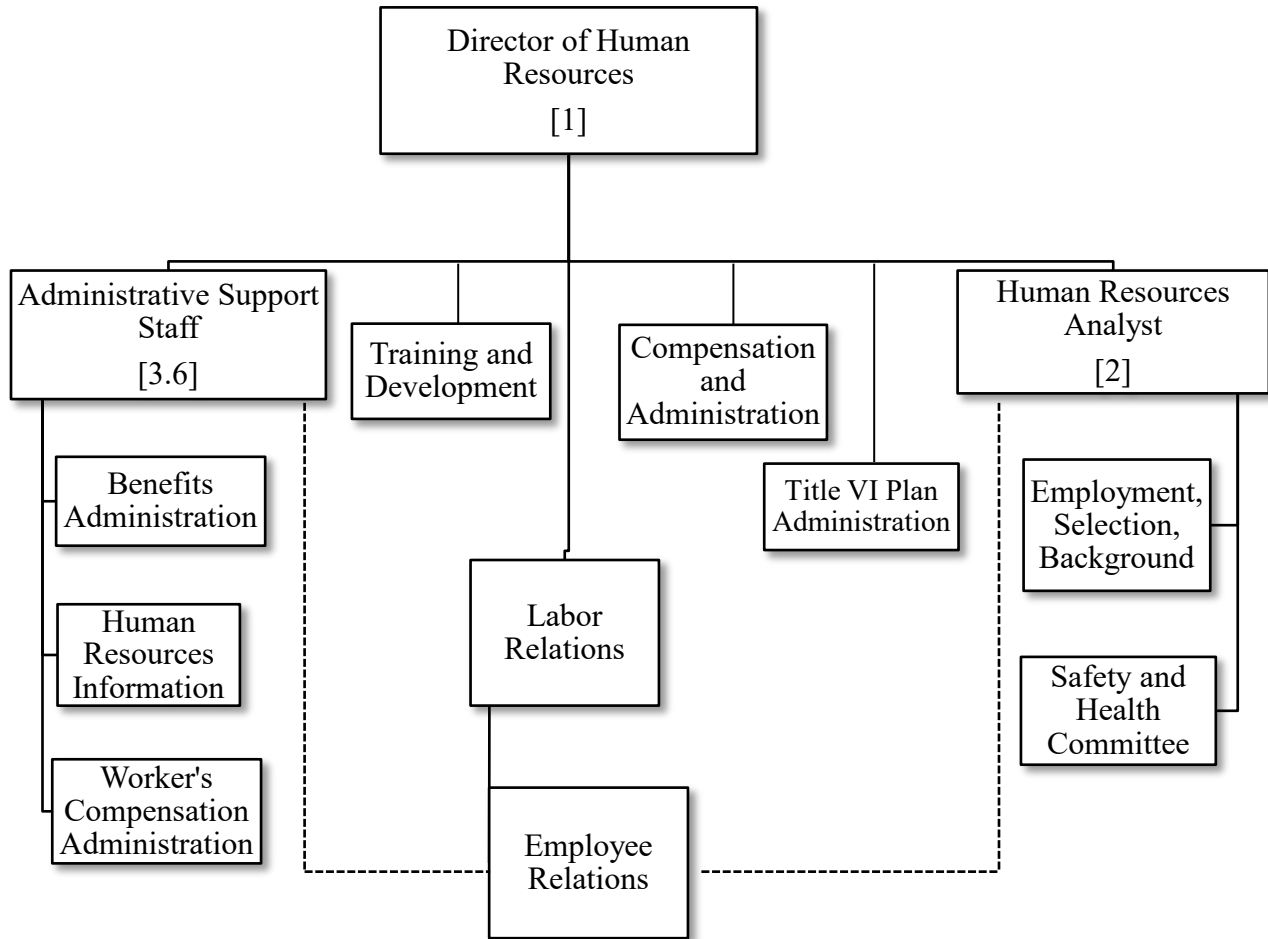 Director of Human
Resources
[1]
Administrative Support
Staff
[3.6]
Training and
Development
Compensation
and
Administration
Human Resources
Analyst
[2]
Benefits
Administration
Title VI Plan
Administration
Employment,
Selection,
Background
Human
Resources
Information
Labor
Relations
Safety and
Health
Committee
Worker's
Compensation
Administration
Employee
Relations